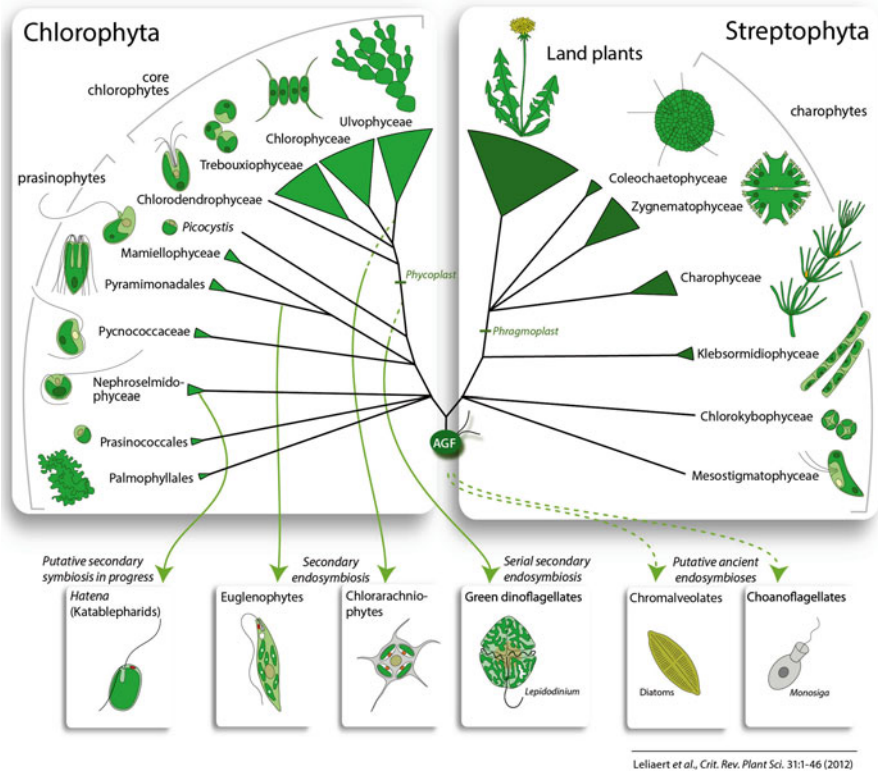 Chlorophyta
core
chlorophytes
prasinophytes
Ulvophyceae
Chlorophyceae
Trebouxiophyceae
Chlorodendrophyceae
Picocystis
Mamiellophyceae
Pyramimonadales
Pycnococcaceae
Nephroselmido-
phyceae
Prasinococcales
Palmophyllales
Phycoplast
Streptophyta
Land plants
charophytes
Coleochaetophyceae
Zygnematophyceae
Charophyceae
Phragmoplast
Klebsormidiophyceae
Chlorokybophyceae
Mesostigmatophyceae
AGF
Putative secondary
symbiosis in progress
Secondary
endosymbiosis
Serial secondary
endosymbiosis
Putative ancient
endosymbioses
Hatena
(Katablepharids)
Euglenophytes
Chlorarachnio-
phytes
Green dinoflagellates
Lepidodinium
Chromalveolates
Diatoms
Choanoflagellates
Monosiga
Leliaert et al., Crit. Rev. Plant Sci. 31:1-46 (2012)